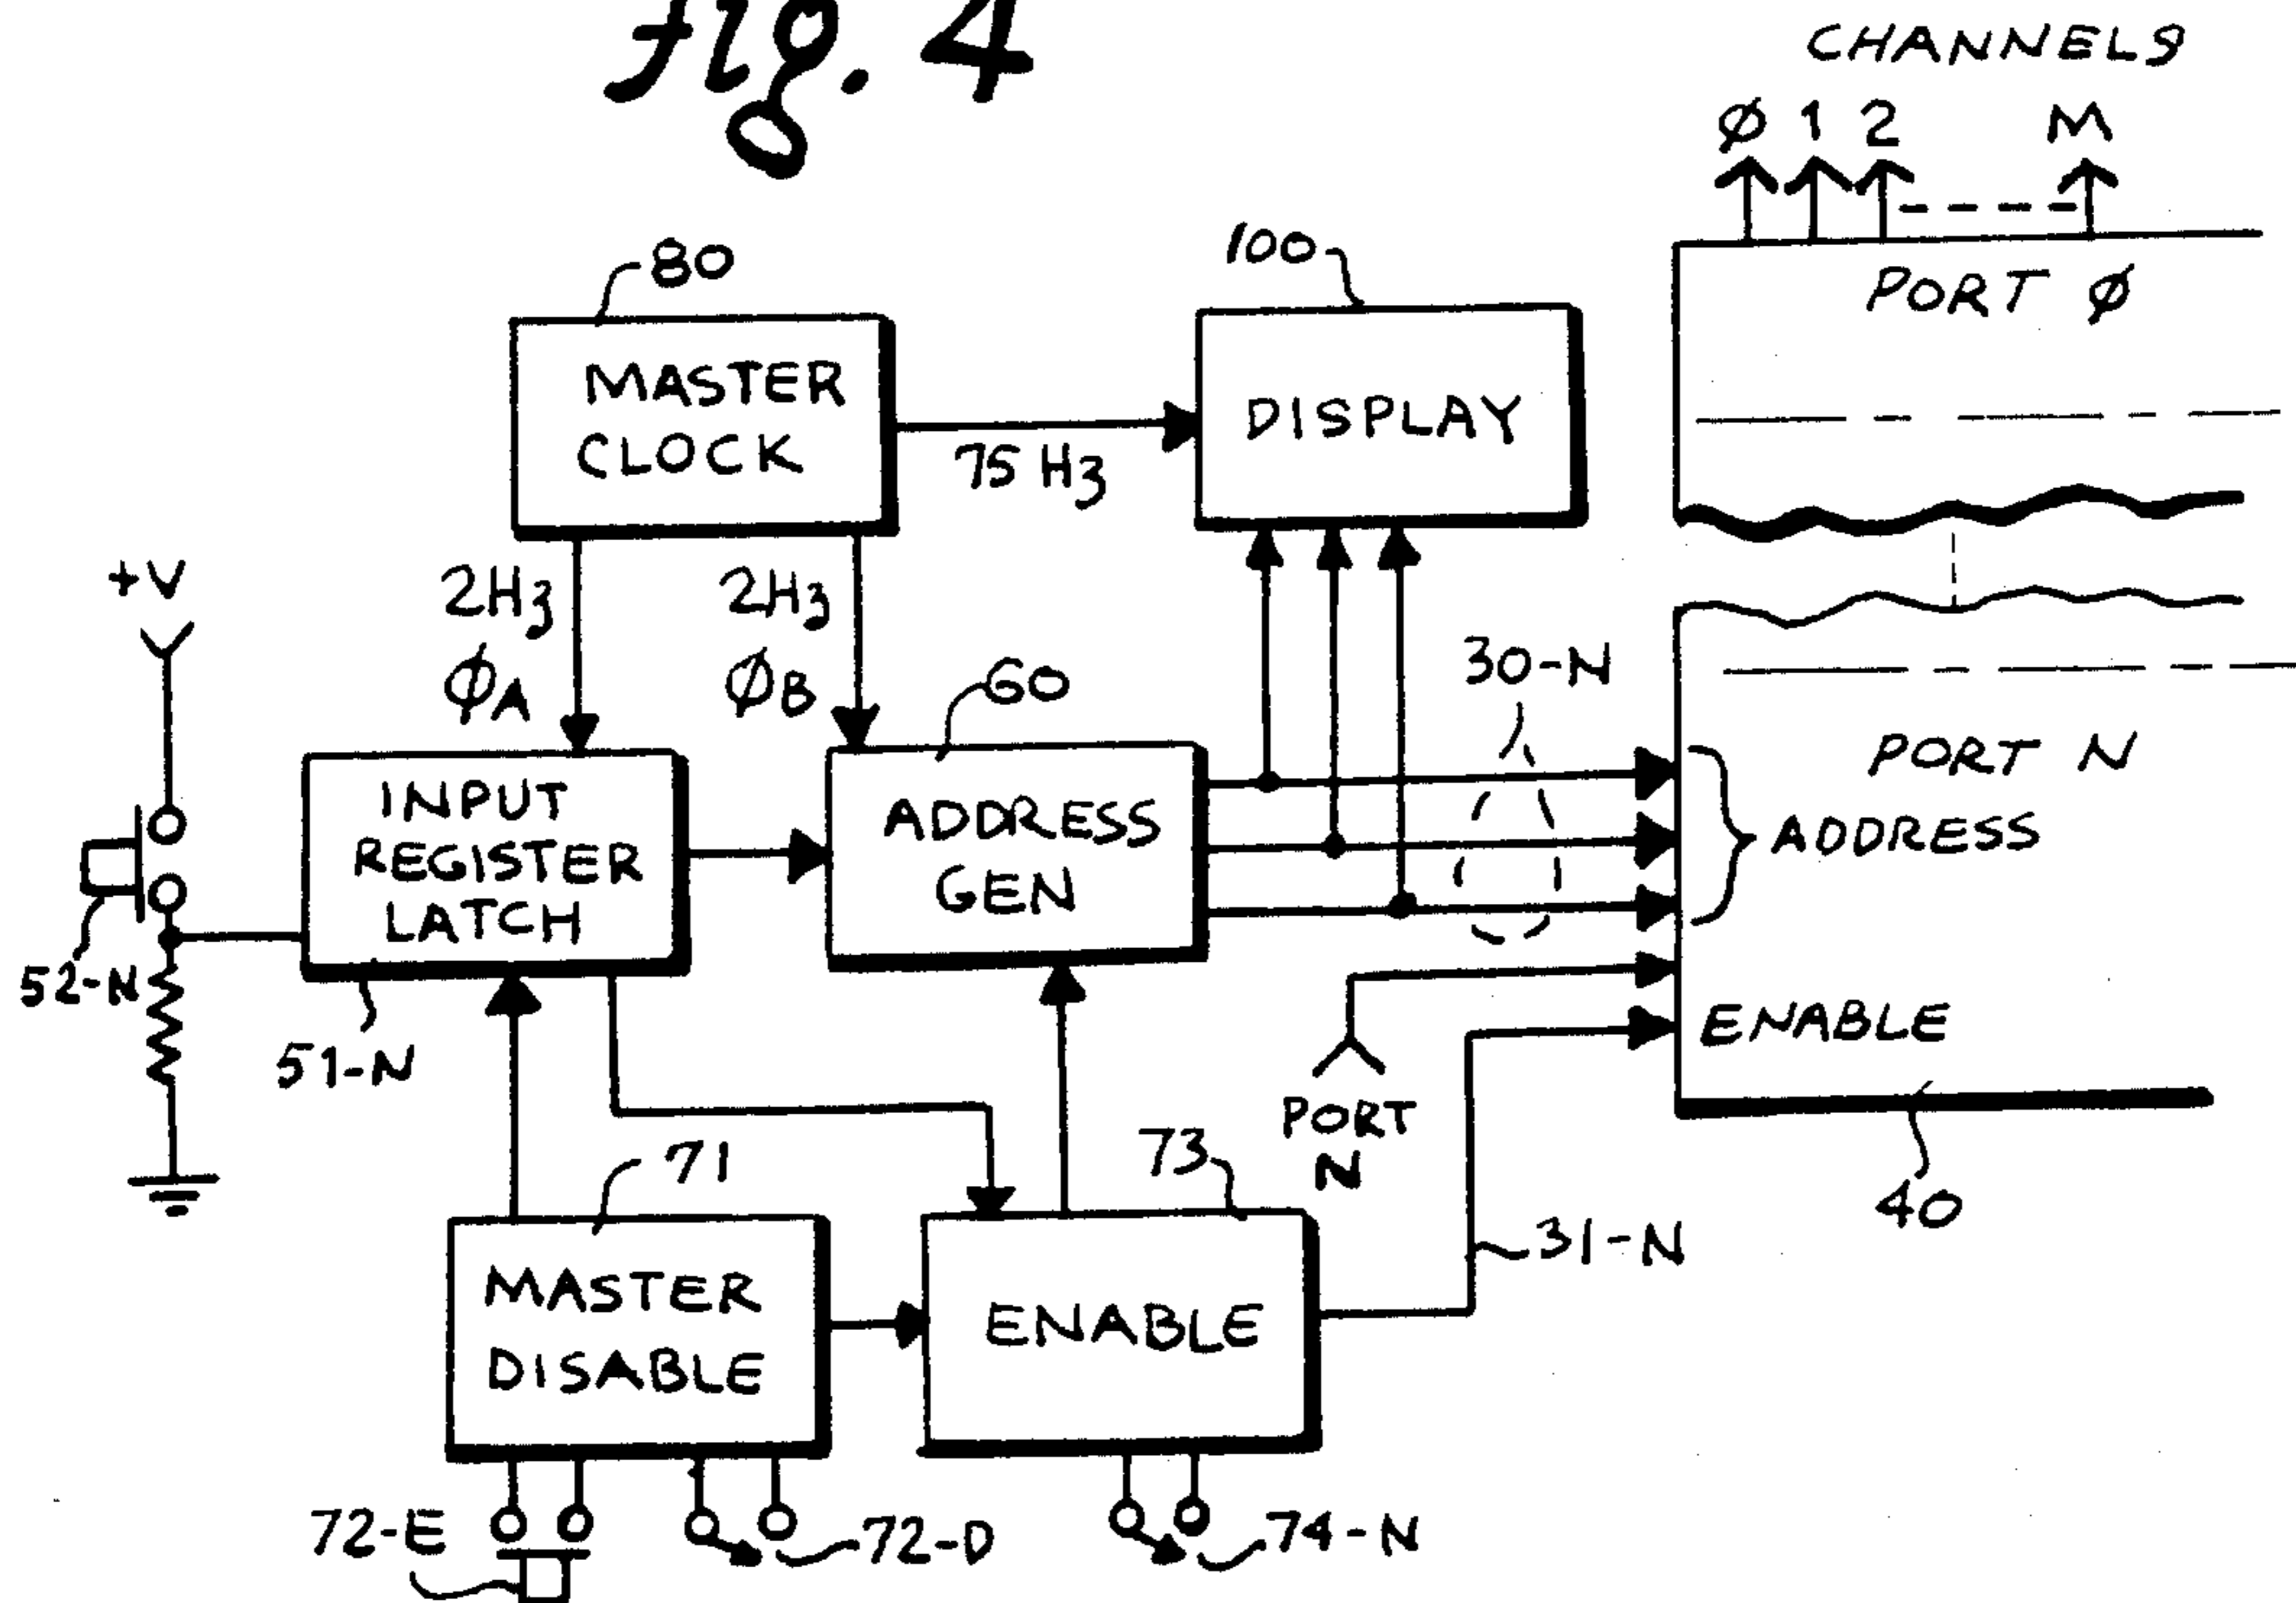 Fig. 4
CHANNELS
Ø 1 2 M
80
100
PORT Ø
MASTER
CLOCK
DISPLAY
75 Hz
+V
2Hz
ØA
2Hz
ØB
60
30-N
PORT N
INPUT
REGISTER
LATCH
ADDRESS
GEN
ADDRESS
52-N
51-N
ENABLE
PORT
N
71
73
40
31-N
MASTER
DISABLE
ENABLE
72-E
72-D
74-N